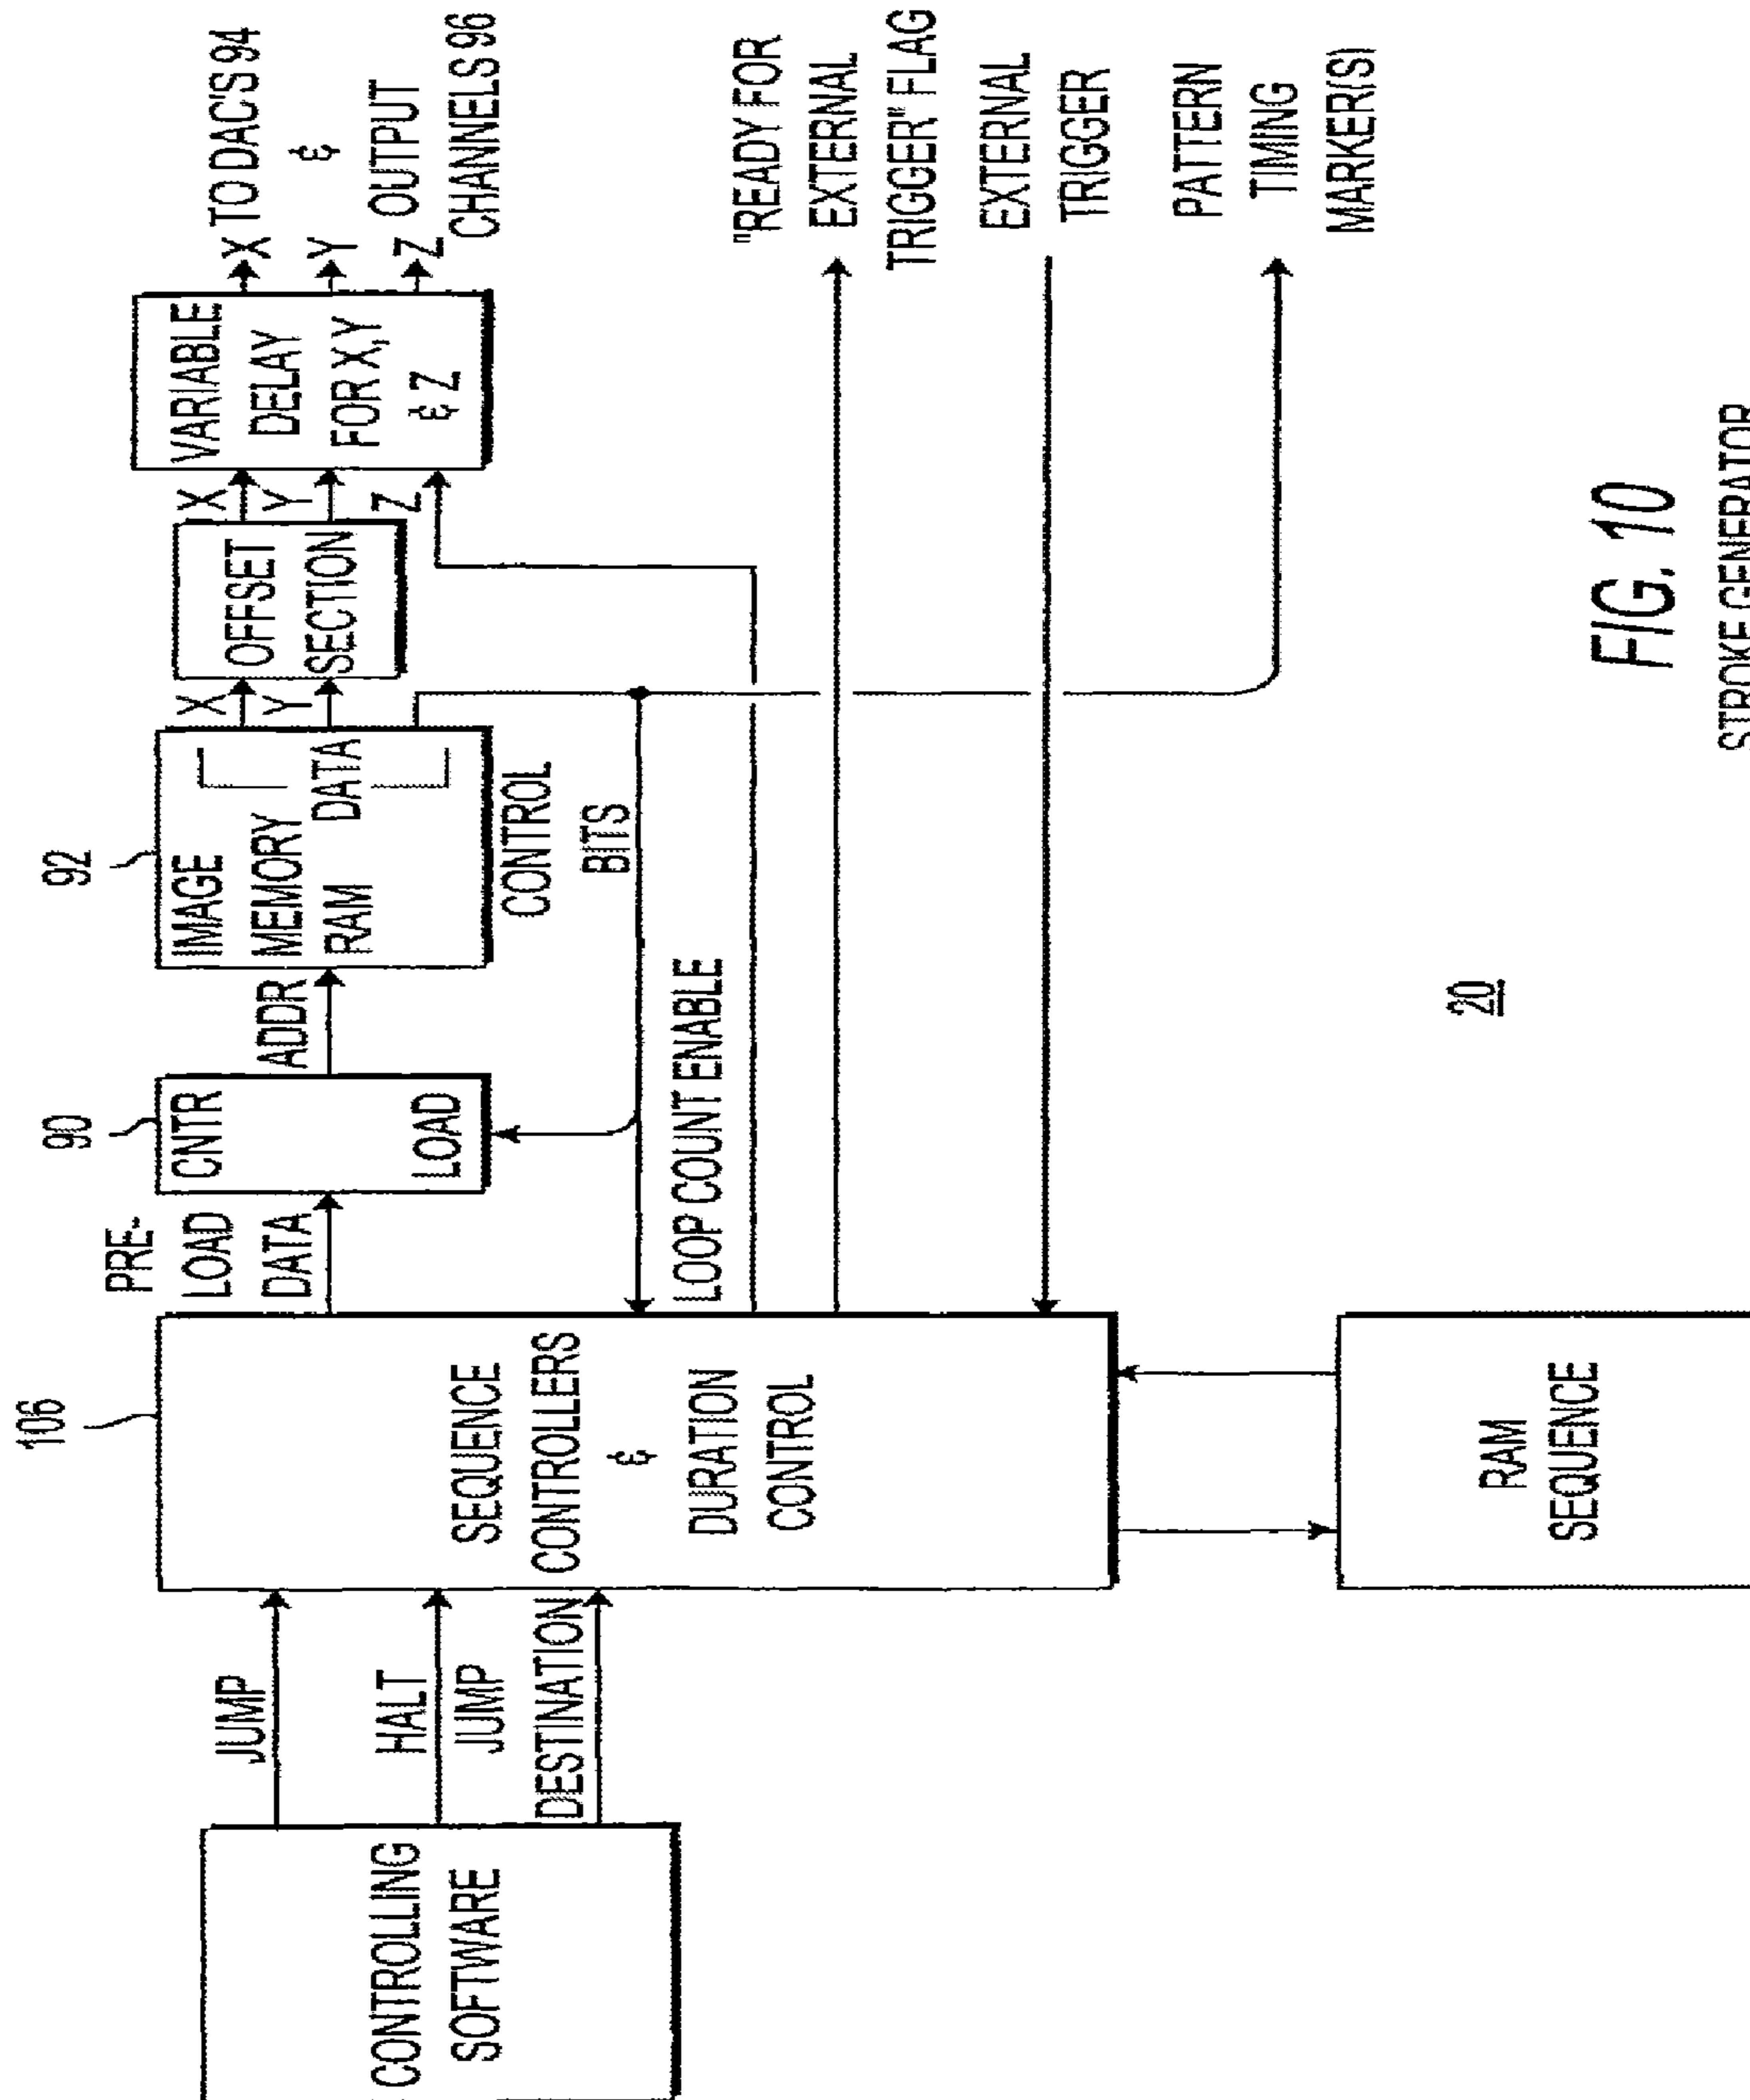 106
90
92
CONTROLLING
SOFTWARE
JUMP
HALT
JUMP
DESTINATION
SEQUENCE
CONTROLLERS
&
DURATION
CONTROL
RAM
SEQUENCE
PRE-
LOAD
DATA
CNTR
LOAD
ADDR
IMAGE
MEMORY
RAM
DATA
CONTROL
BITS
LOOP COUNT ENABLE
X
Y
OFFSET
SECTION
X
Y
Z
VARIABLE
DELAY
FOR X,Y
& Z
X
Y
Z
TO DAC'S 94
&
OUTPUT
CHANNELS 96
"READY FOR
EXTERNAL
TRIGGER" FLAG
EXTERNAL
TRIGGER
PATTERN
TIMING
MARKER(S)
20
FIG. 10
STROKE GENERATOR